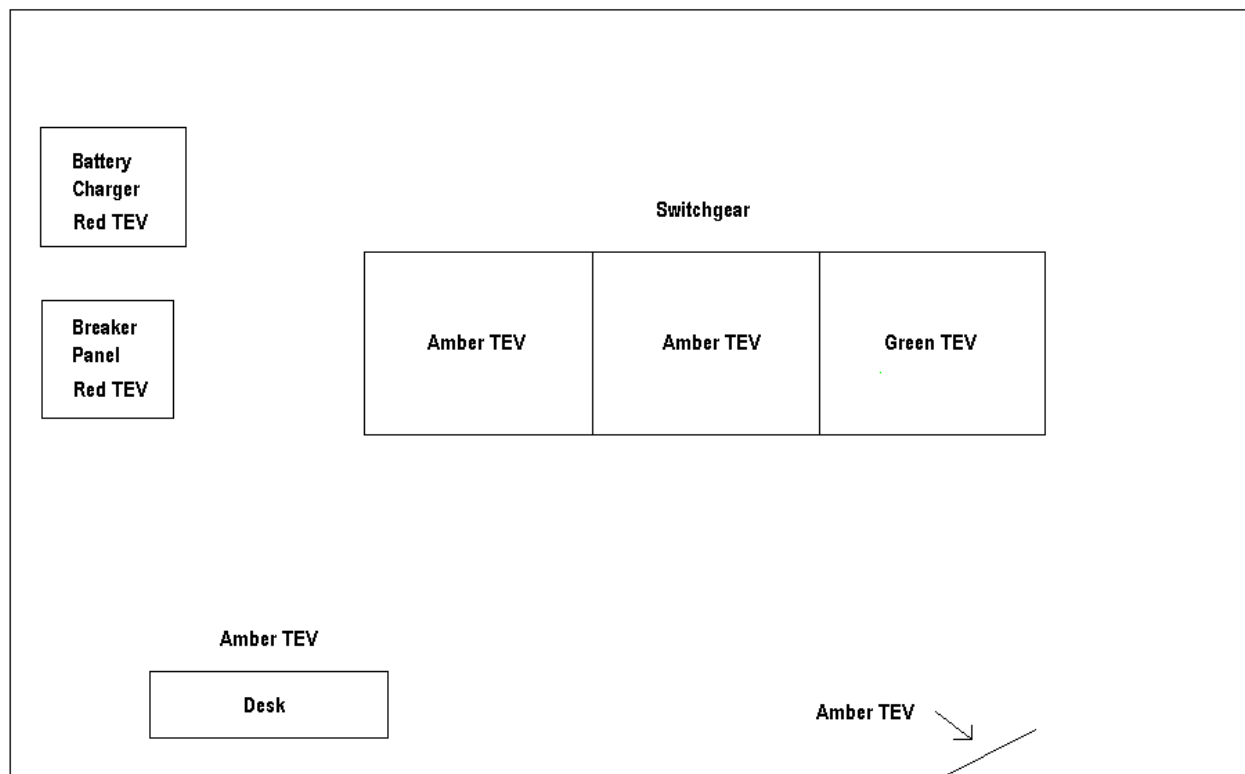 Battery
Charger
Red TEV
Switchgear
Breaker
Panel
Red TEV
Amber TEV
Amber TEV
Green TEV
Amber TEV
Desk
Amber TEV